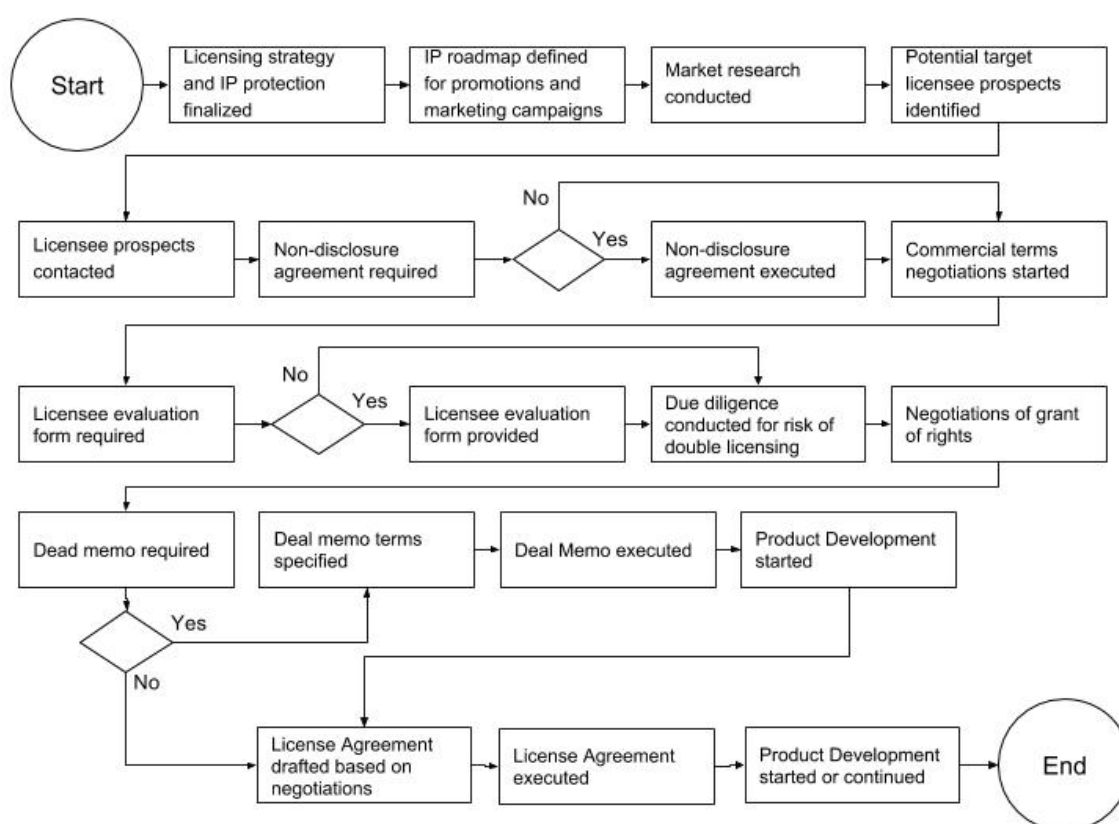 Start
Licensing strategy
and IP protection
finalized
IP roadmap defined
for promotions and
marketing campaigns
Market research
conducted
Potential target
licensee prospects
identified
Licensee prospects
contacted
Non-disclosure
agreement required
No
Yes
Non-disclosure
agreement executed
Commercial terms
negotiations started
Licensee evaluation
form required
No
Yes
Licensee evaluation
form provided
Due diligence
conducted for risk of
double licensing
Negotiations of grant
of rights
Dead memo required
Yes
No
Deal memo terms
specified
Deal Memo executed
Product Development
started
License Agreement
drafted based on
negotiations
License Agreement
executed
Product Development
started or continued
End